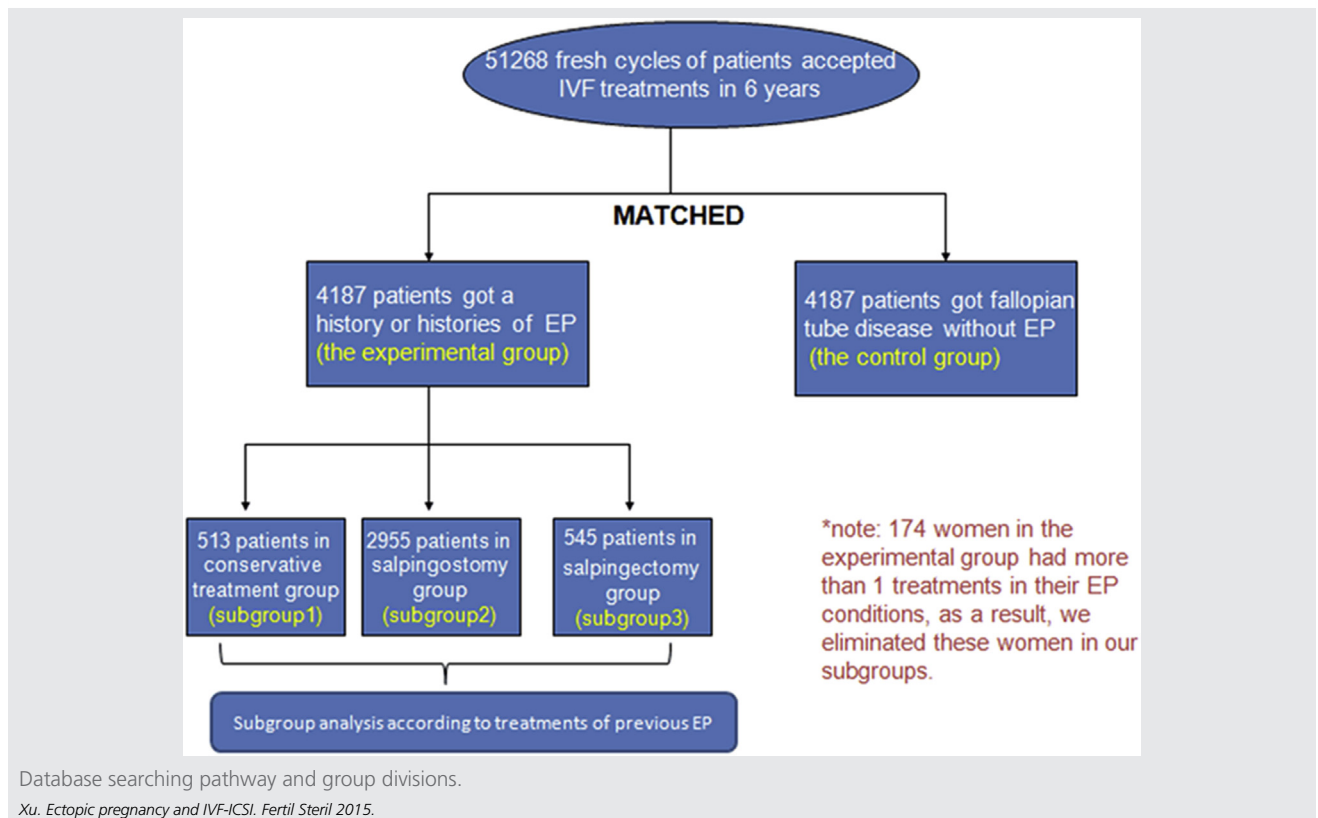 51268 fresh cycles of patients accepted
IVF treatments in 6 years
MATCHED
4187 patients got a
history or histories of EP
(the experimental group)
4187 patients got fallopian
tube disease without EP
(the control group)
513 patients in
conservative
treatment group
(subgroup1)
2955 patients in
salpingostomy
group
(subgroup2)
545 patients in
salpingectomy
group
(subgroup3)
*note: 174 women in the
experimental group had more
than 1 treatments in their EP
conditions, as a result, we
eliminated these women in our
subgroups.
Subgroup analysis according to treatments of previous EP
Database searching pathway and group divisions.
Xu. Ectopic pregnancy and IVF-ICSI. Fertil Steril 2015.